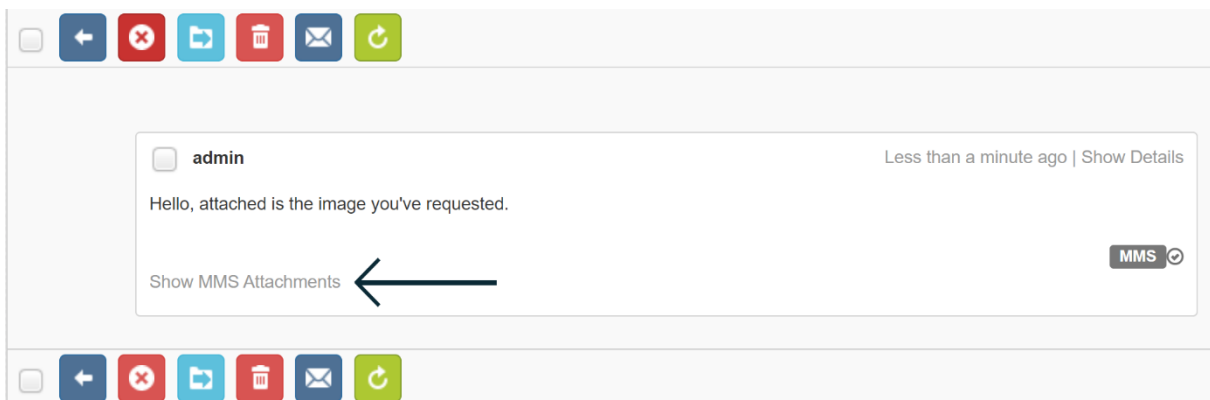 admin
Less than a minute ago | Show Details
Hello, attached is the image you've requested.
MMS
Show MMS Attachments